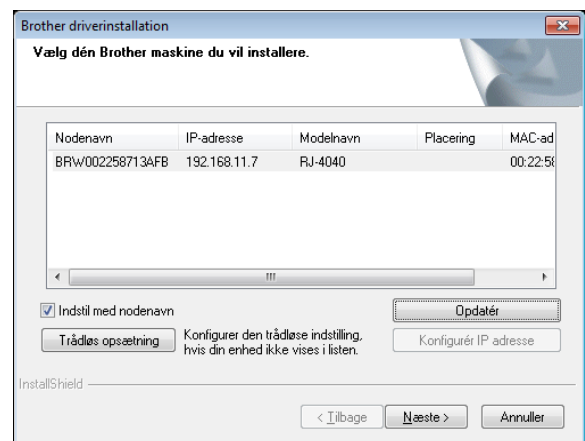 Brother driverinstallation
Vælg dén Brother maskine du vil installere.
Nodenavn IP-adresse Modelnavn Placering MAC-ad
BRW002258713AFB 192.168.11.7 RJ-4040 00:22:58
Indstil med nodenavn Opdatér
Trådløs opsætning Konfigurer den trådløse indstilling, Konfigurér IP adresse
hvis din enhed ikke vises i listen.
InstallShield
< Tilbage Næste > Annuller